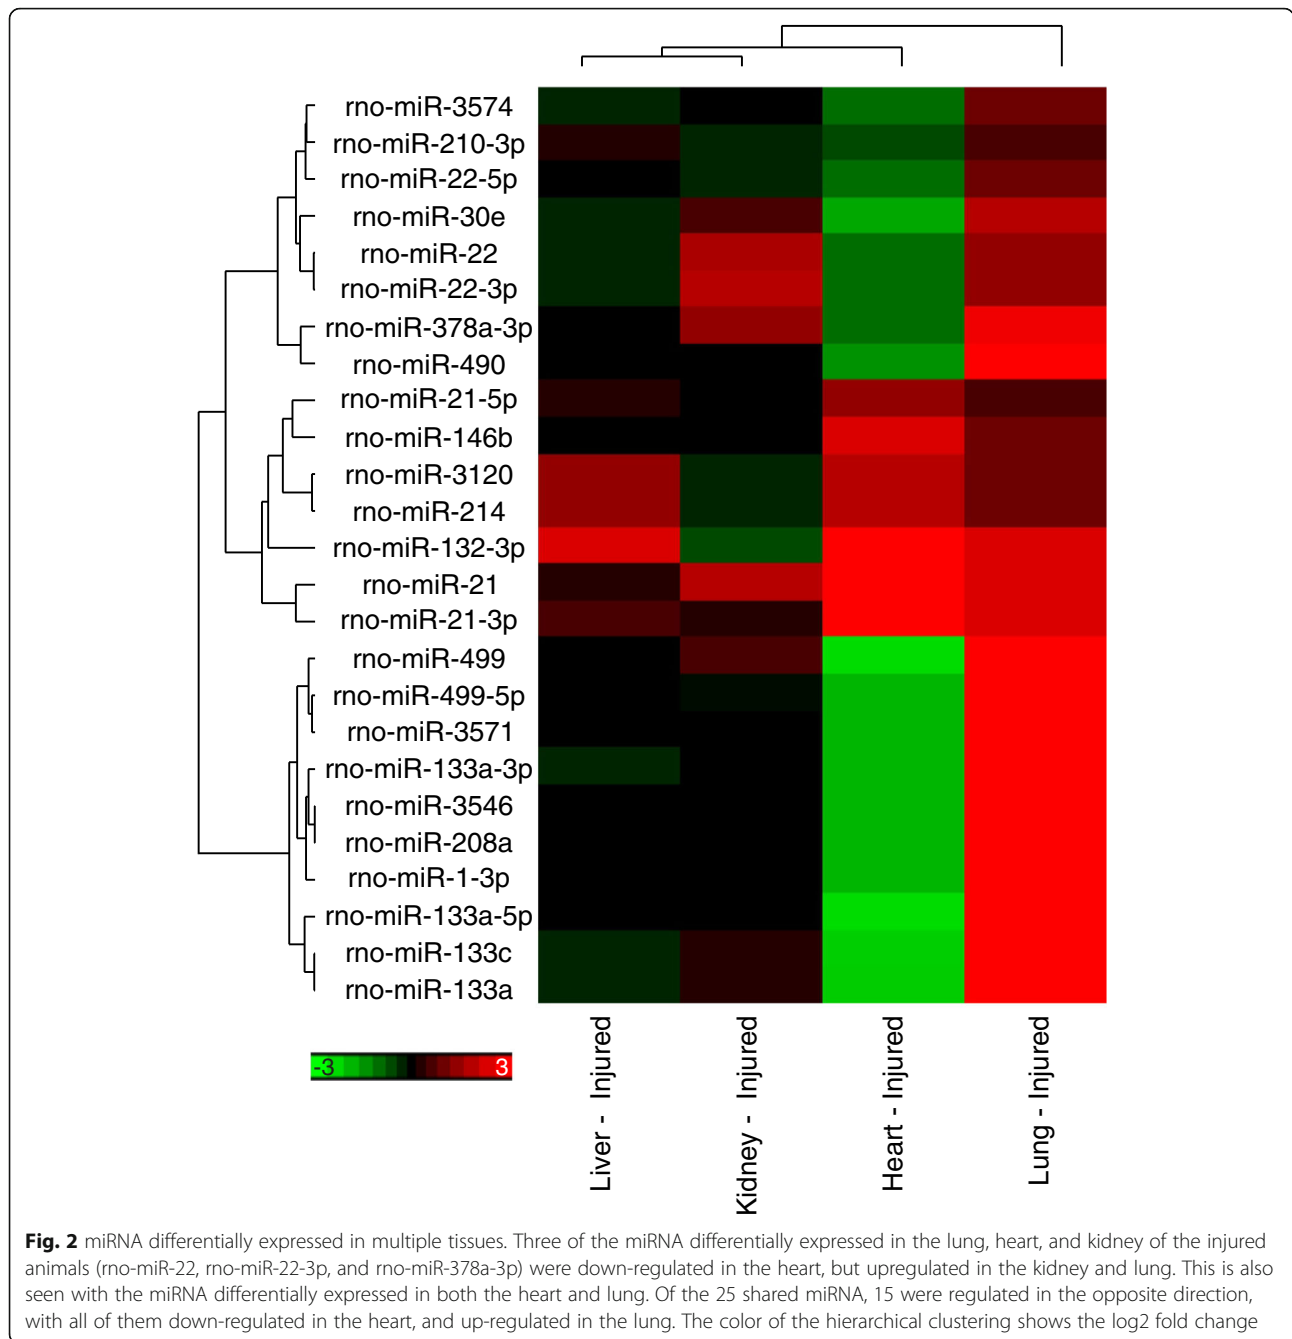 rno-miR-3574
rno-miR-210-3p
rno-miR-22-5p
rno-miR-30e
rno-miR-22
rno-miR-22-3p
rno-miR-378a-3p
rno-miR-490
rno-miR-21-5p
rno-miR-146b
rno-miR-3120
rno-miR-214
rno-miR-132-3p
rno-miR-21
rno-miR-21-3p
rno-miR-499
rno-miR-499-5p
rno-miR-3571
rno-miR-133a-3p
rno-miR-3546
rno-miR-208a
rno-miR-1-3p
rno-miR-133a-5p
rno-miR-133c
rno-miR-133a
-3 3
Liver - Injured
Kidney - Injured
Heart - Injured
Lung - Injured
Fig. 2 miRNA differentially expressed in multiple tissues. Three of the miRNA differentially expressed in the lung, heart, and kidney of the injured
animals (rno-miR-22, rno-miR-22-3p, and rno-miR-378a-3p) were down-regulated in the heart, but upregulated in the kidney and lung. This is also
seen with the miRNA differentially expressed in both the heart and lung. Of the 25 shared miRNA, 15 were regulated in the opposite direction,
with all of them down-regulated in the heart, and up-regulated in the lung. The color of the hierarchical clustering shows the log2 fold change